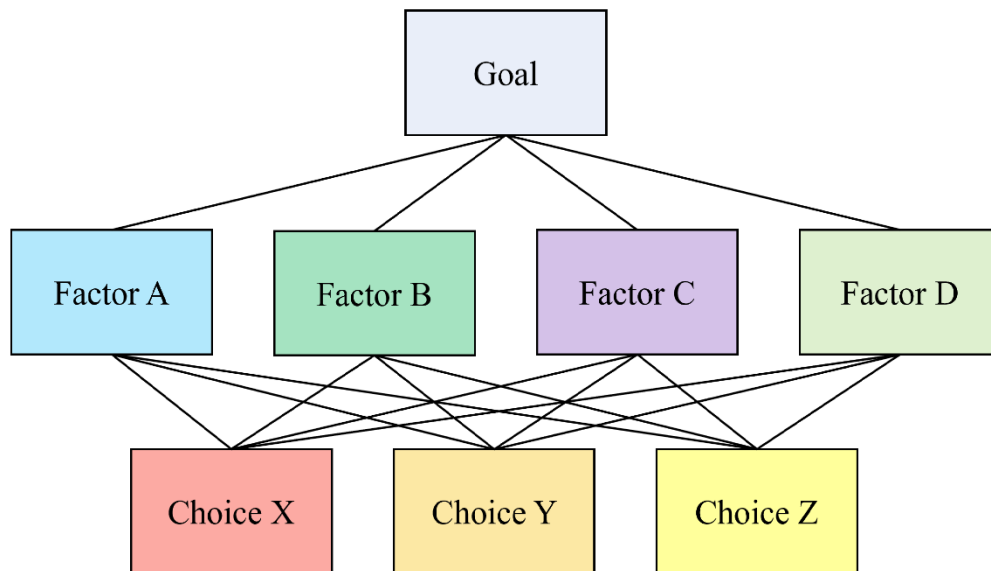 Goal
Factor A
Factor B
Factor C
Factor D
Choice X
Choice Y
Choice Z